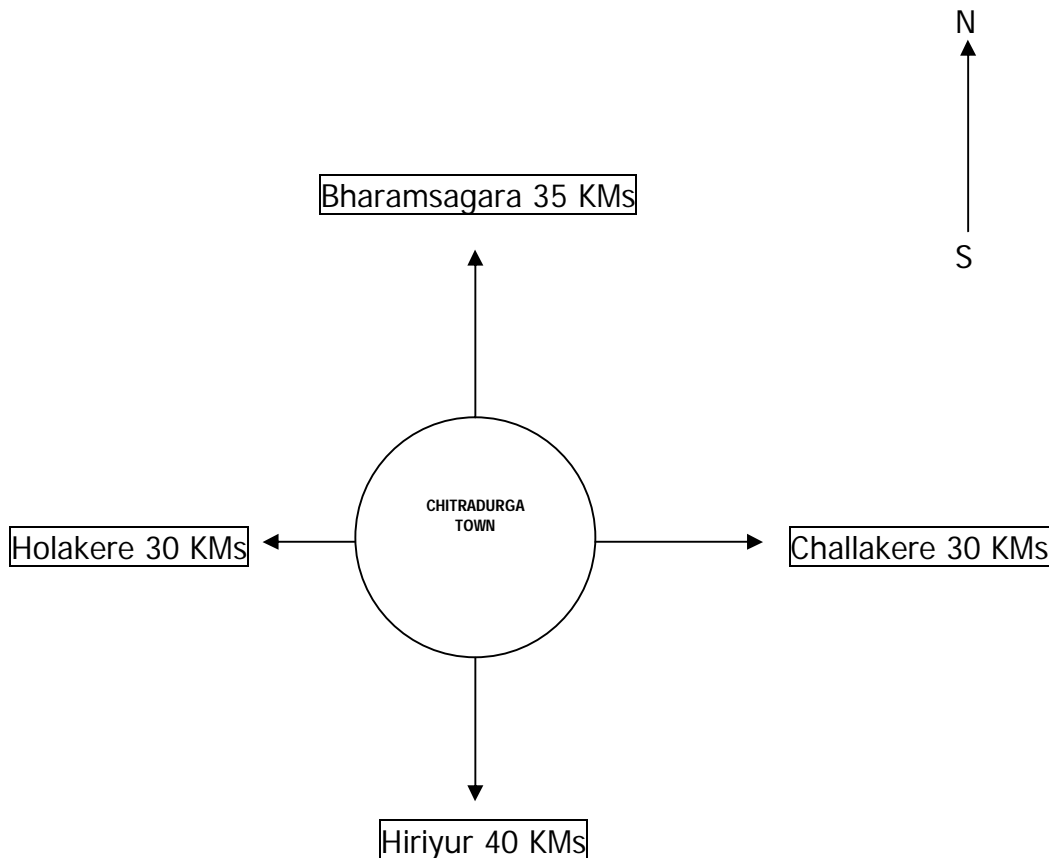 N
Bharamsagara 35 KMs
S
CHITRADURGA
TOWN
Holakere 30 KMs
Challakere 30 KMs
Hiriyur 40 KMs